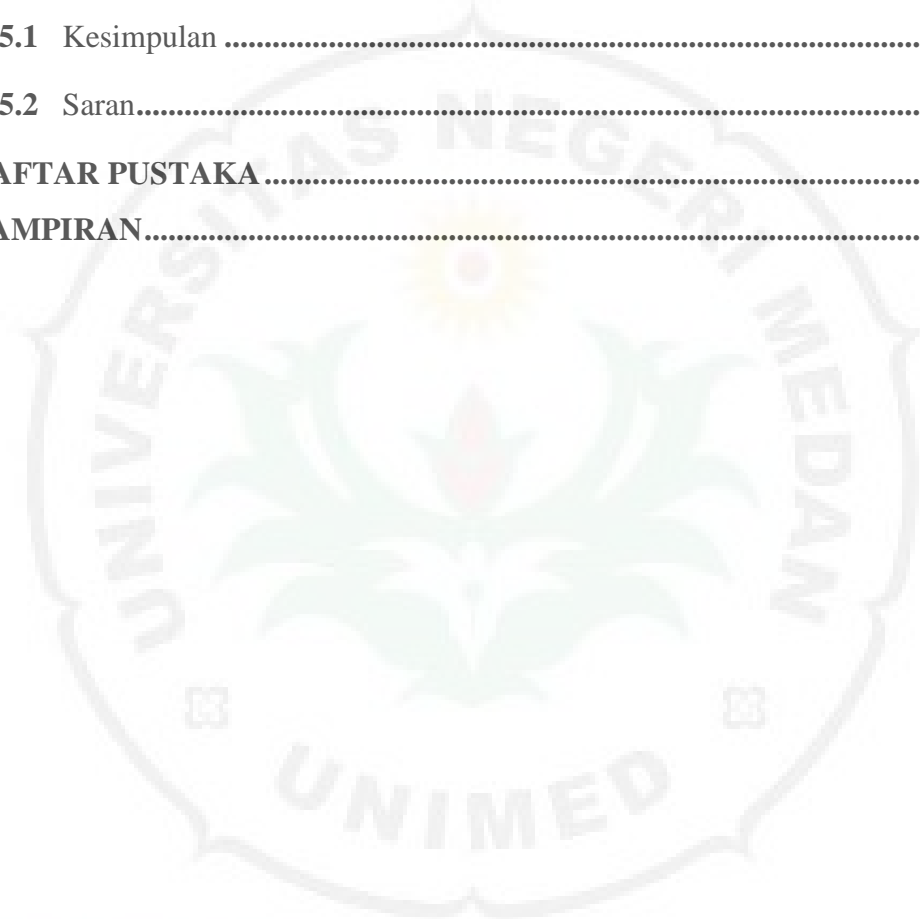 5.1 Kesimpulan ........................................................................................
5.2 Saran...................................................................................................
AFTAR PUSTAKA ..................................................................................
AMPIRAN.................................................................................................
UNIVERSITAS NEGERI MEDAN
UNIMED